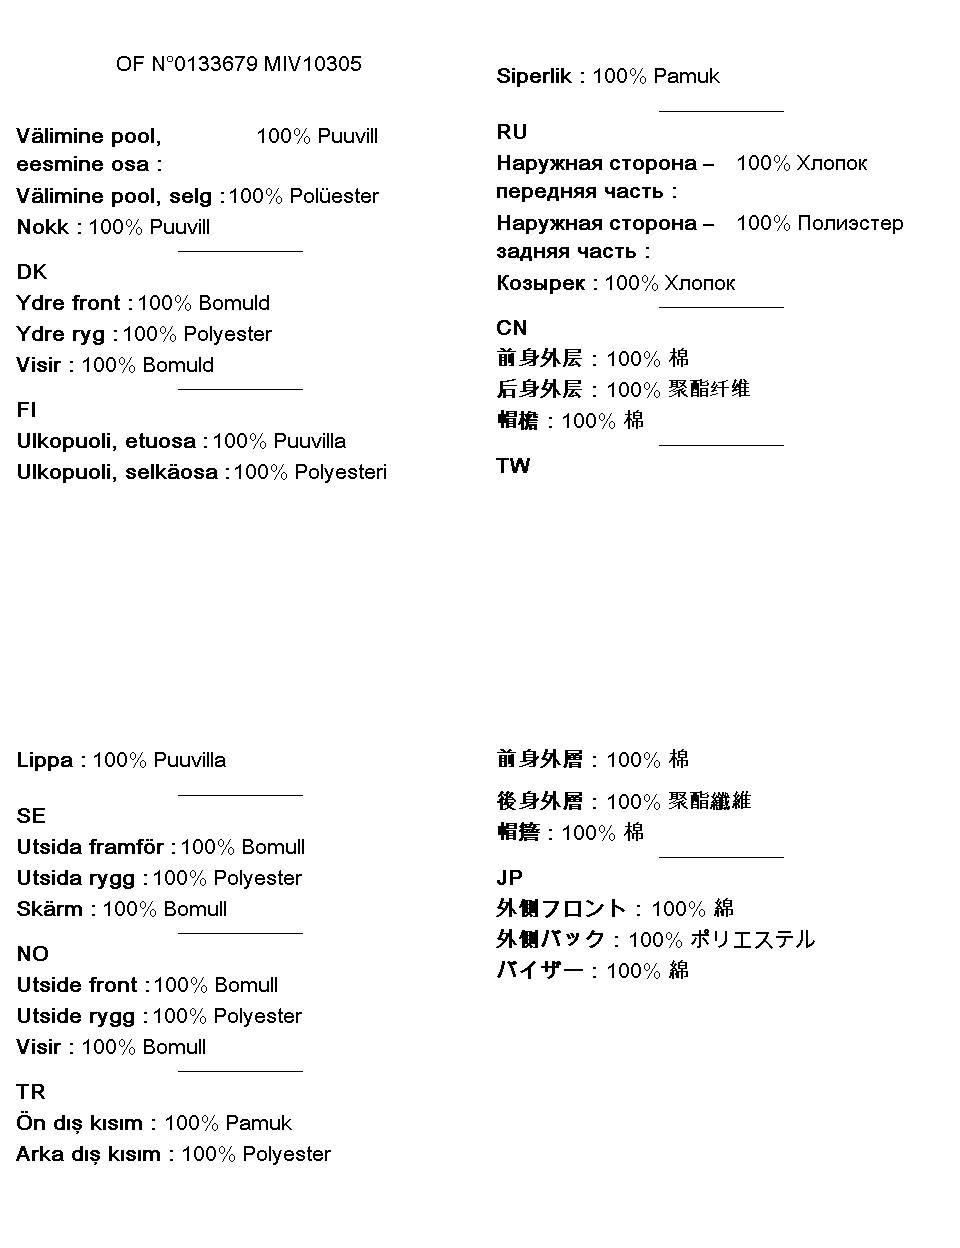 OF N°0133679 MIV10305
Välimine pool, 100% Puuvill
eesmine osa :
Välimine pool, selg : 100% Polüester
Nokk : 100% Puuvill
DK
Ydre front : 100% Bomuld
Ydre ryg : 100% Polyester
Visir : 100% Bomuld
FI
Ulkopuoli, etuosa : 100% Puuvilla
Ulkopuoli, selkäosa : 100% Polyesteri
Lippa : 100% Puuvilla
SE
Utsida framför : 100% Bomull
Utsida rygg : 100% Polyester
Skärm : 100% Bomull
NO
Utside front : 100% Bomull
Utside rygg : 100% Polyester
Visir : 100% Bomull
TR
Ön dış kısım : 100% Pamuk
Arka dış kısım : 100% Polyester
Siperlik : 100% Pamuk
RU
Наружная сторона – 100% Хлопок
передняя часть :
Наружная сторона – 100% Полиэстер
задняя часть :
Козырек : 100% Хлопок
CN
前身外层 : 100% 棉
后身外层 : 100% 聚酯纤维
帽檐 : 100% 棉
TW
前身外層 : 100% 棉
後身外層 : 100% 聚酯纖維
帽簷 : 100% 棉
JP
外側フロント : 100% 綿
外側バック : 100% ポリエステル
バイザー : 100% 綿